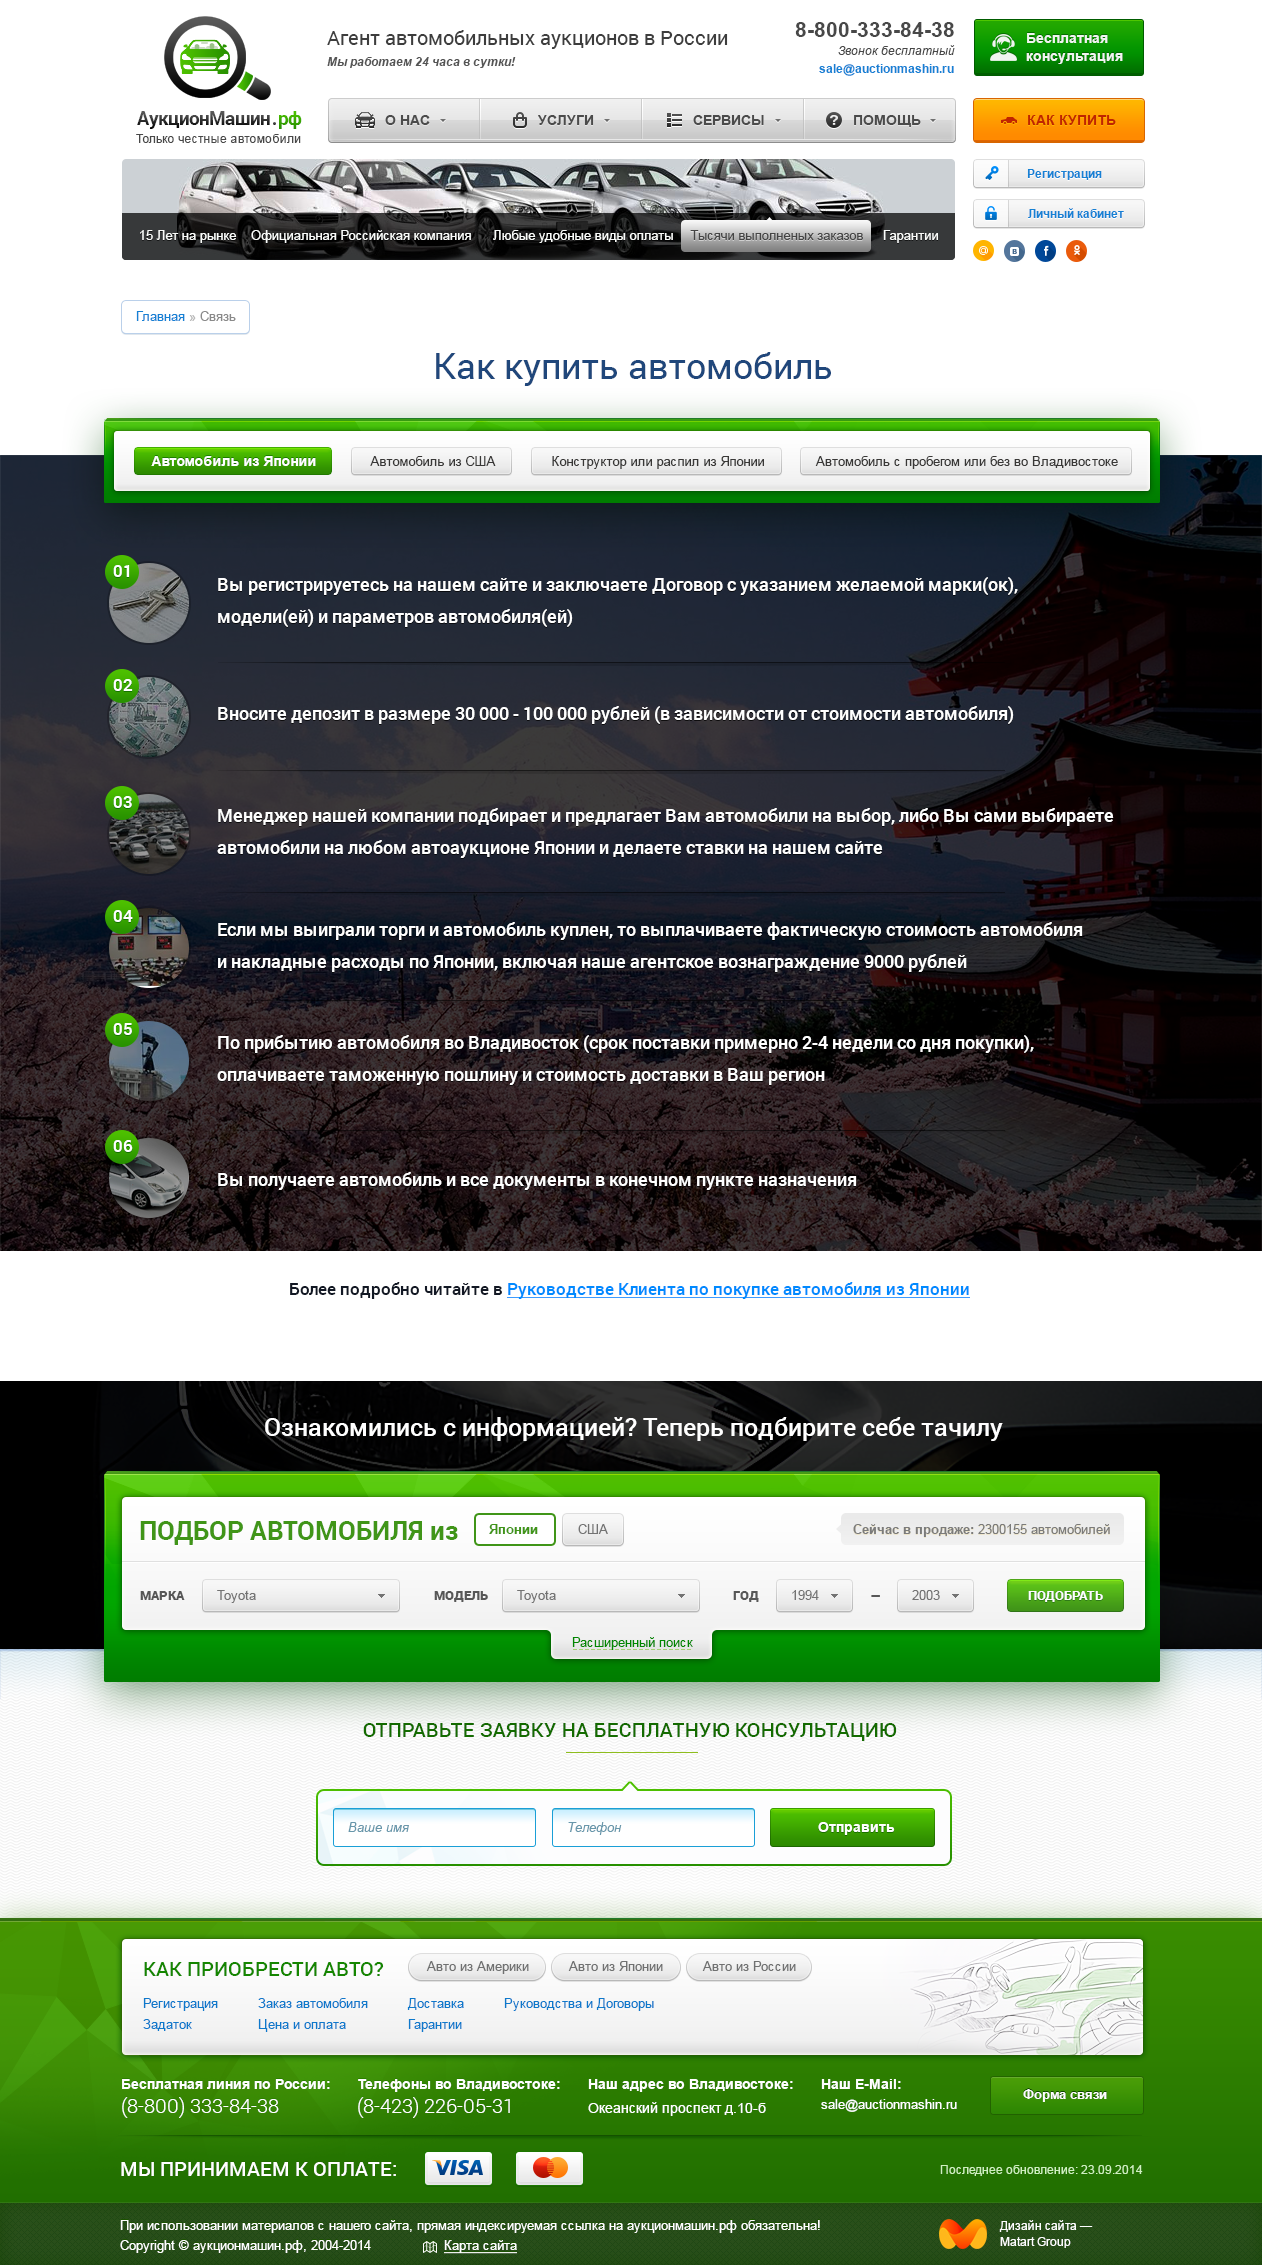 АукционМашин.рф
Только честные автомобили
Агент автомобильных аукционов в России
Мы работаем 24 часа в сутки!
8-800-333-84-38
Звонок бесплатный
sale@auctionmashin.ru
Бесплатная
консультация
О НАС
УСЛУГИ
СЕРВИСЫ
ПОМОЩЬ
КАК КУПИТЬ
15 Лет на рынке
Официальная Российская компания
Любые удобные виды оплаты
Тысячи выполненых заказов
Гарантии
Регистрация
Личный кабинет
Главная » Связь
Как купить автомобиль
Автомобиль из Японии
Автомобиль из США
Конструктор или распил из Японии
Автомобиль с пробегом или без во Владивостоке
01
Вы регистрируетесь на нашем сайте и заключаете Договор с указанием желаемой марки(ок),
модели(ей) и параметров автомобиля(ей)
02
Вносите депозит в размере 30 000 - 100 000 рублей (в зависимости от стоимости автомобиля)
03
Менеджер нашей компании подбирает и предлагает Вам автомобили на выбор, либо Вы сами выбираете
автомобили на любом автоаукционе Японии и делаете ставки на нашем сайте
04
Если мы выиграли торги и автомобиль куплен, то выплачиваете фактическую стоимость автомобиля
и накладные расходы по Японии, включая наше агентское вознаграждение 9000 рублей
05
По прибытию автомобиля во Владивосток (срок поставки примерно 2-4 недели со дня покупки),
оплачиваете таможенную пошлину и стоимость доставки в Ваш регион
06
Вы получаете автомобиль и все документы в конечном пункте назначения
Более подробно читайте в Руководстве Клиента по покупке автомобиля из Японии
Ознакомились с информацией? Теперь подбирите себе тачилу
ПОДБОР АВТОМОБИЛЯ из
Японии
США
Сейчас в продаже: 2300155 автомобилей
МАРКА
Toyota
МОДЕЛЬ
Toyota
ГОД
1994
–
2003
ПОДОБРАТЬ
Расширенный поиск
ОТПРАВЬТЕ ЗАЯВКУ НА БЕСПЛАТНУЮ КОНСУЛЬТАЦИЮ
Ваше имя
Телефон
Отправить
КАК ПРИОБРЕСТИ АВТО?
Авто из Америки
Авто из Японии
Авто из России
Регистрация
Заказ автомобиля
Доставка
Руководства и Договоры
Задаток
Цена и оплата
Гарантии
Бесплатная линия по России:
(8-800) 333-84-38
Телефоны во Владивостоке:
(8-423) 226-05-31
Наш адрес во Владивостоке:
Океанский проспект д.10-б
Наш E-Mail:
sale@auctionmashin.ru
Форма связи
МЫ ПРИНИМАЕМ К ОПЛАТЕ:
VISA
Последнее обновление: 23.09.2014
При использовании материалов с нашего сайта, прямая индексируемая ссылка на аукционмашин.рф обязательна!
Copyright © аукционмашин.рф, 2004-2014
Карта сайта
Дизайн сайта —
Matart Group